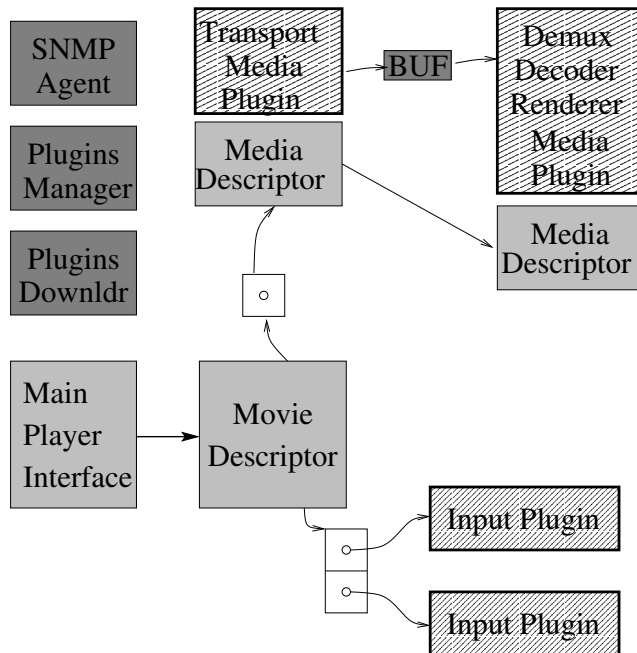 SNMP
Agent
Transport
Media
Plugin
BUF
Demux
Decoder
Renderer
Media
Plugin
Plugins
Manager
Media
Descriptor
Media
Descriptor
Plugins
Downldr
Main
Player
Interface
Movie
Descriptor
Input Plugin
Input Plugin